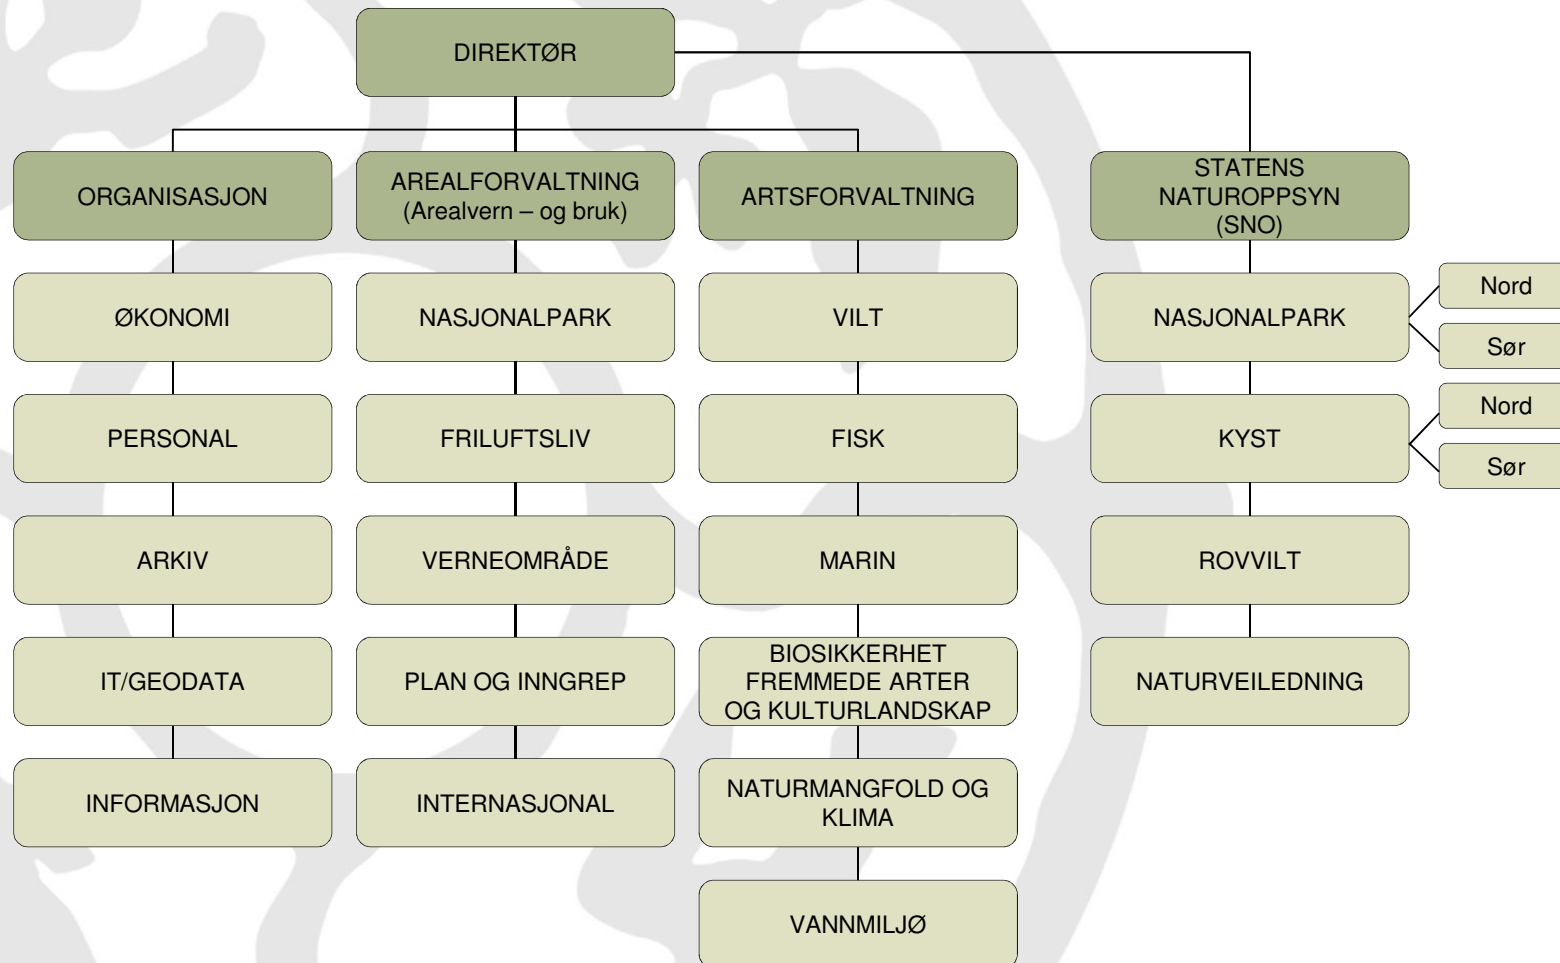 DIREKTØR
ORGANISASJON
ØKONOMI
PERSONAL
ARKIV
IT/GEODATA
INFORMASJON
AREALFORVALTNING
(Arealvern – og bruk)
NASJONALPARK
FRILUFTSLIV
VERNEOMRÅDE
PLAN OG INNGREP
INTERNASJONAL
ARTSFORVALTNING
VILT
FISK
MARIN
BIOSIKKERHET
FREMMEDE ARTER
OG KULTURLANDSKAP
NATURMANGFOLD OG
KLIMA
VANNMILJØ
STATENS
NATUROPPSYN
(SNO)
NASJONALPARK
Nord
Sør
KYST
Nord
Sør
ROVVILT
NATURVEILEDNING